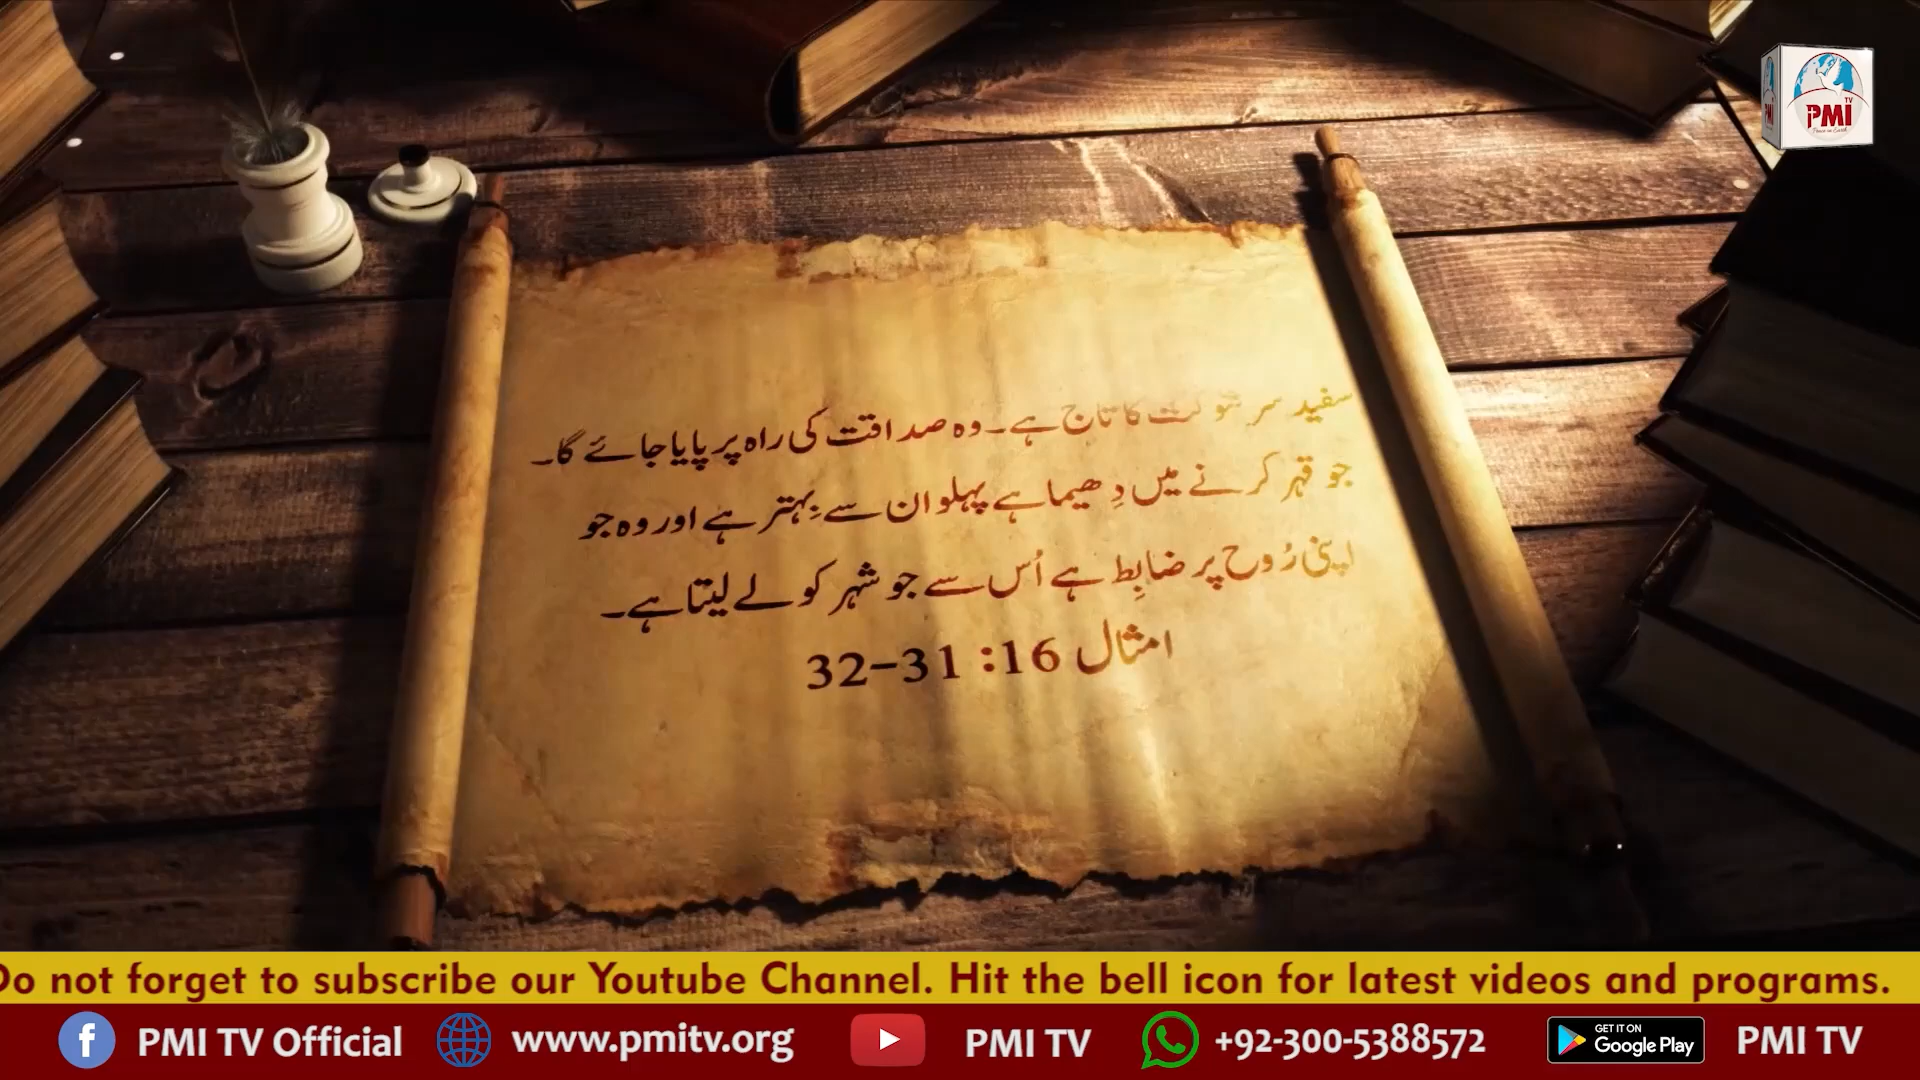 PMI TV
سفید سر شوکت کا تاج ہے۔ وہ صداقت کی راہ پر پایا جائے گا۔
جو قہر کرنے میں دِھیما ہے پہلوان سے بِہتر ہے اور وہ جو
اپنی رُوح پر ضابِط ہے اُس سے جو شہر کو لے لیتا ہے۔
امثال 16: 31–32
Do not forget to subscribe our Youtube Channel. Hit the bell icon for latest videos and programs.
PMI TV Official www.pmitv.org PMI TV +92-300-5388572 GET IT ON Google Play PMI TV